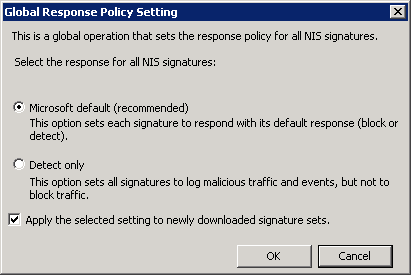 Global Response Policy Setting
This is a global operation that sets the response policy for all NIS signatures.
Select the response for all NIS signatures:
Microsoft default (recommended)
This option sets each signature to respond with its default response (block or
detect).
Detect only
This option sets all signatures to log malicious traffic and events, but not to
block traffic.
Apply the selected setting to newly downloaded signature sets.
OK
Cancel